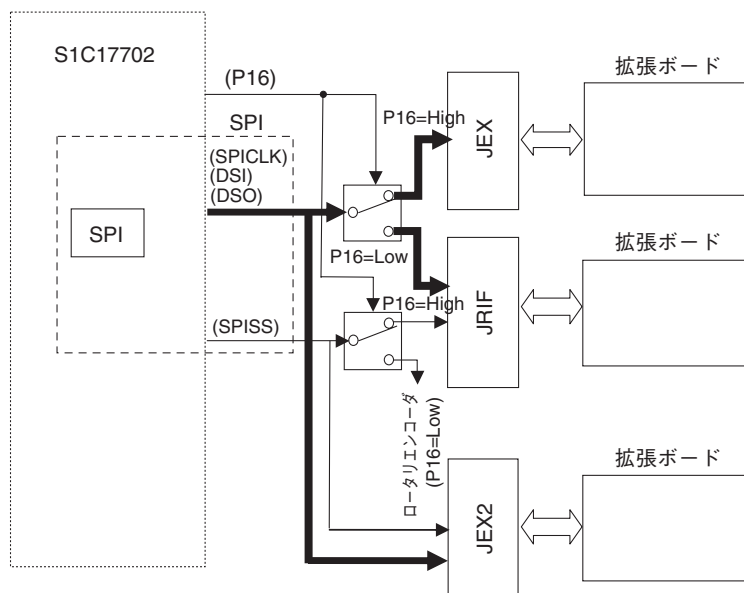 S1C17702
(P16)
SPI
(SPICLK)
(DSI)
(DSO)
SPI
(SPISS)
P16=High
P16=Low
P16=High
ロータリエンコーダ
(P16=Low)
JEX
JRIF
JEX2
拡張ボード
拡張ボード
拡張ボード